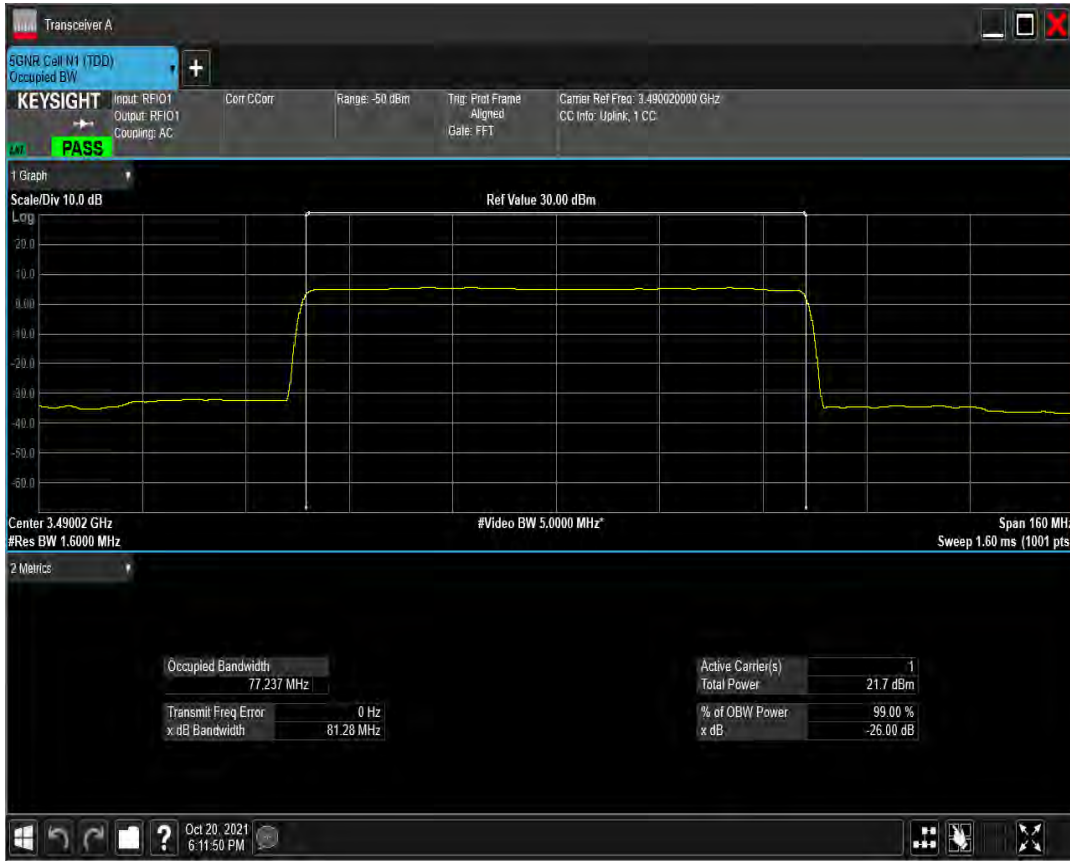 Transceiver A
5GNR Cell N1 (TDD)
Occupied BW
+
KEYSIGHT
Input: RFIO1
Output: RFIO1
Coupling: AC
Corr CCorr
Range: -50 dBm
Trig: Prot Frame
Aligned
Gate: FFT
Carrier Ref Freq: 3.490020000 GHz
CC Info: Uplink, 1 CC
PASS
1 Graph
Scale/Div 10.0 dB
Ref Value 30.00 dBm
Log
20.0
10.0
0.00
-10.0
-20.0
-30.0
-40.0
-50.0
-60.0
Center 3.49002 GHz
#Video BW 5.0000 MHz*
Span 160 MHz
#Res BW 1.6000 MHz
Sweep 1.60 ms (1001 pts
2 Metrics
Occupied Bandwidth
77.237 MHz
Transmit Freq Error 0 Hz
x dB Bandwidth 81.28 MHz
Active Carrier(s) 1
Total Power 21.7 dBm
% of OBW Power 99.00 %
x dB -26.00 dB
?
Oct 20, 2021
6:11:50 PM